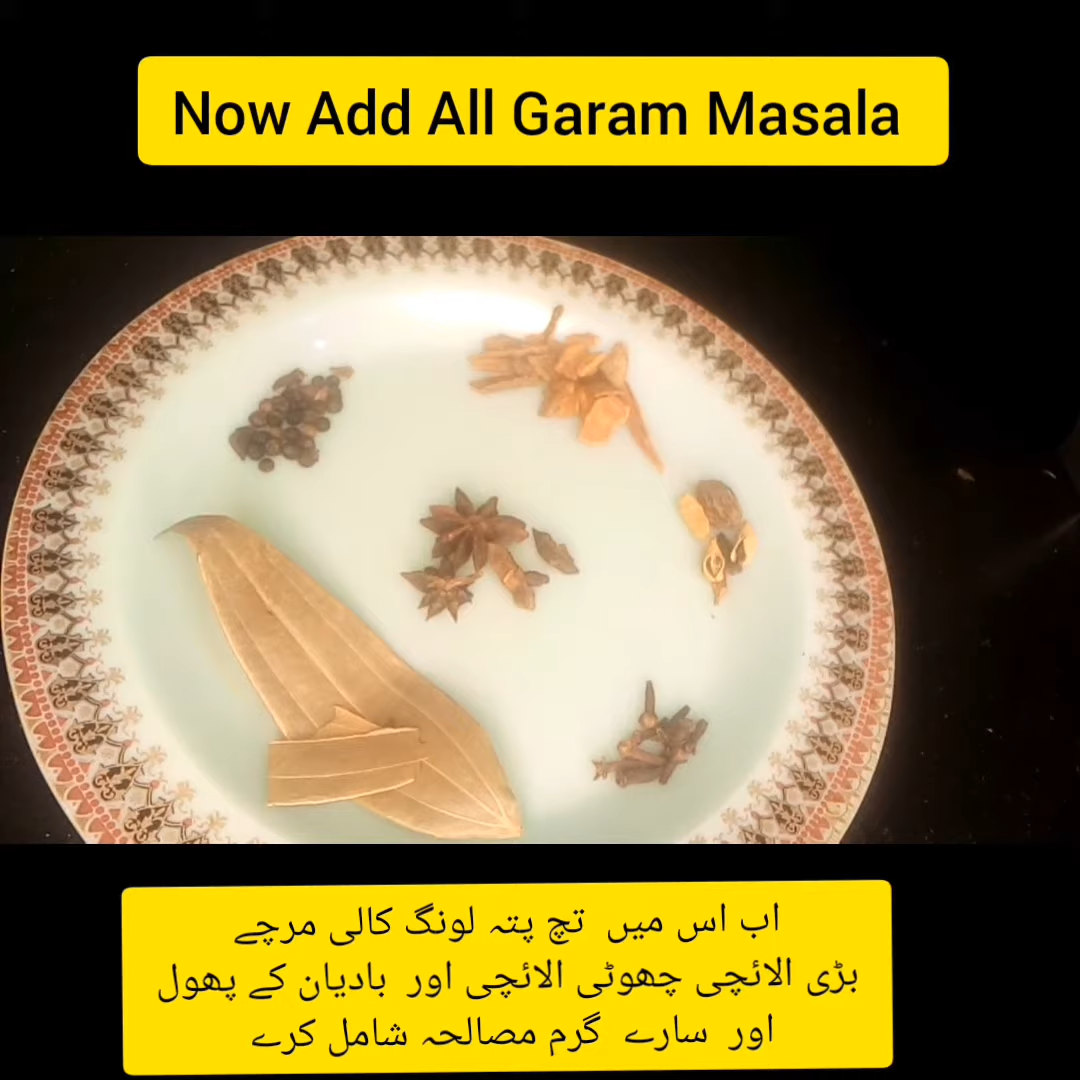 Now Add All Garam Masala
اب اس میں تچ پتہ لونگ کالی مرچے
بڑی الائچی چھوٹی الائچی اور بادیان کے پھول
اور سارے گرم مصالحہ شامل کرے